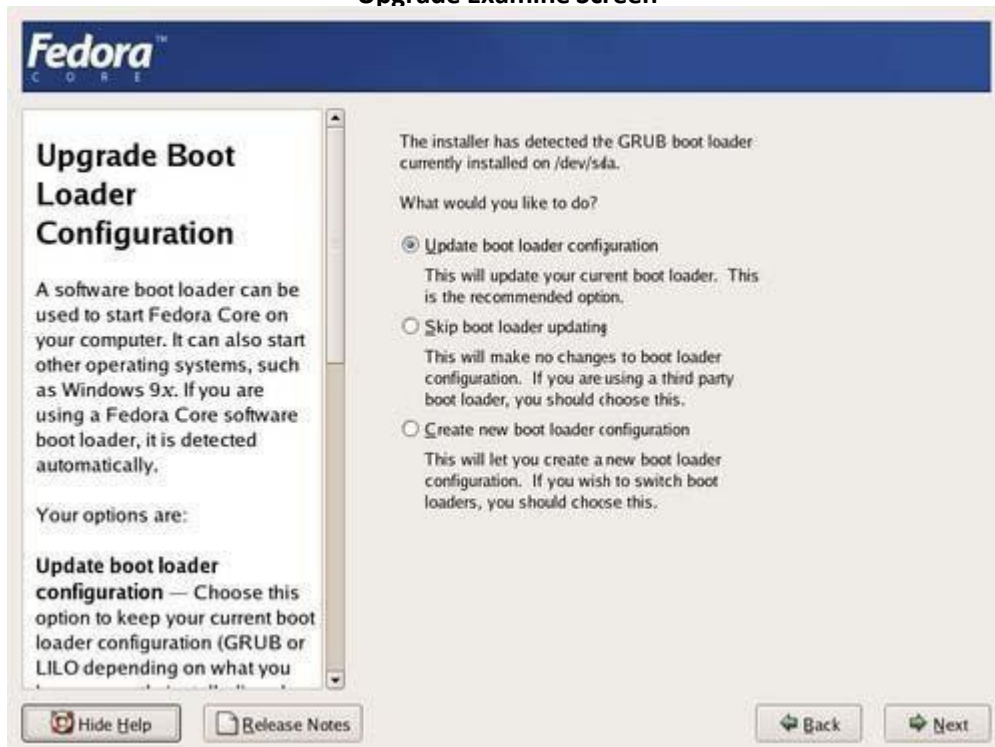 Upgrade Examine Screen
Fedora™
CORE
Upgrade Boot
Loader
Configuration
A software boot loader can be
used to start Fedora Core on
your computer. It can also start
other operating systems, such
as Windows 9x. If you are
using a Fedora Core software
boot loader, it is detected
automatically.
Your options are:
Update boot loader
configuration — Choose this
option to keep your current boot
loader configuration (GRUB or
LILO depending on what you
The installer has detected the GRUB boot loader
currently installed on /dev/sda.
What would you like to do?
Update boot loader configuration
This will update your current boot loader. This
is the recommended option.
Skip boot loader updating
This will make no changes to boot loader
configuration. If you are using a third party
boot loader, you should choose this.
Create new boot loader configuration
This will let you create a new boot loader
configuration. If you wish to switch boot
loaders, you should choose this.
Hide Help
Release Notes
Back
Next